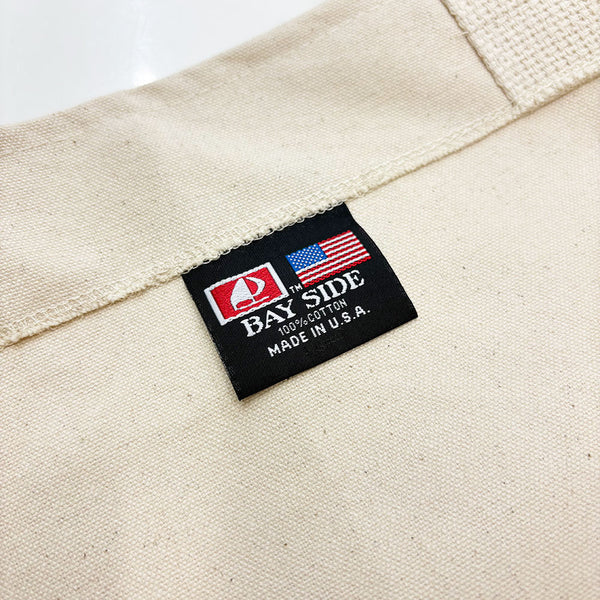 TM
BAY SIDE
100% COTTON
MADE IN U.S.A.